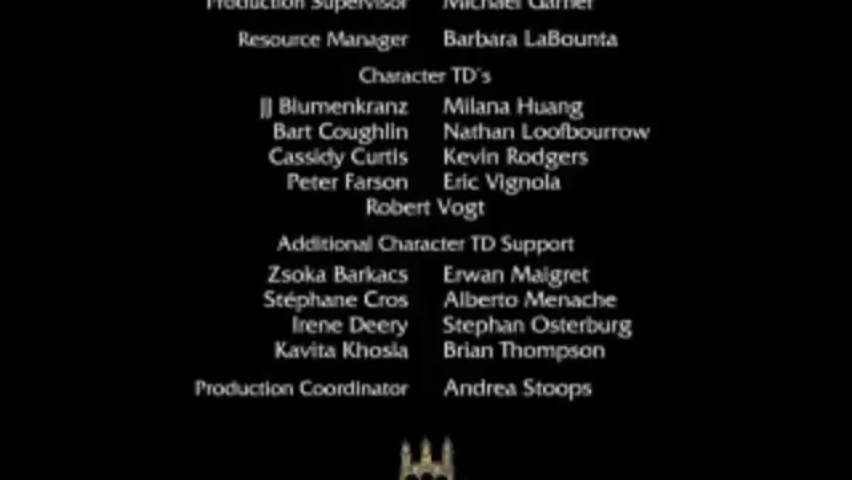 Production Supervisor Michael Garner
Resource Manager Barbara LaBounta
Character TD's
JJ Blumenkranz Milana Huang
Bart Coughlin Nathan Loofbourrow
Cassidy Curtis Kevin Rodgers
Peter Farson Eric Vignola
Robert Vogt
Additional Character TD Support
Zsoka Barkacs Erwan Maigret
Stéphane Cros Alberto Menache
Irene Deery Stephan Osterburg
Kavita Khosla Brian Thompson
Production Coordinator Andrea Stoops